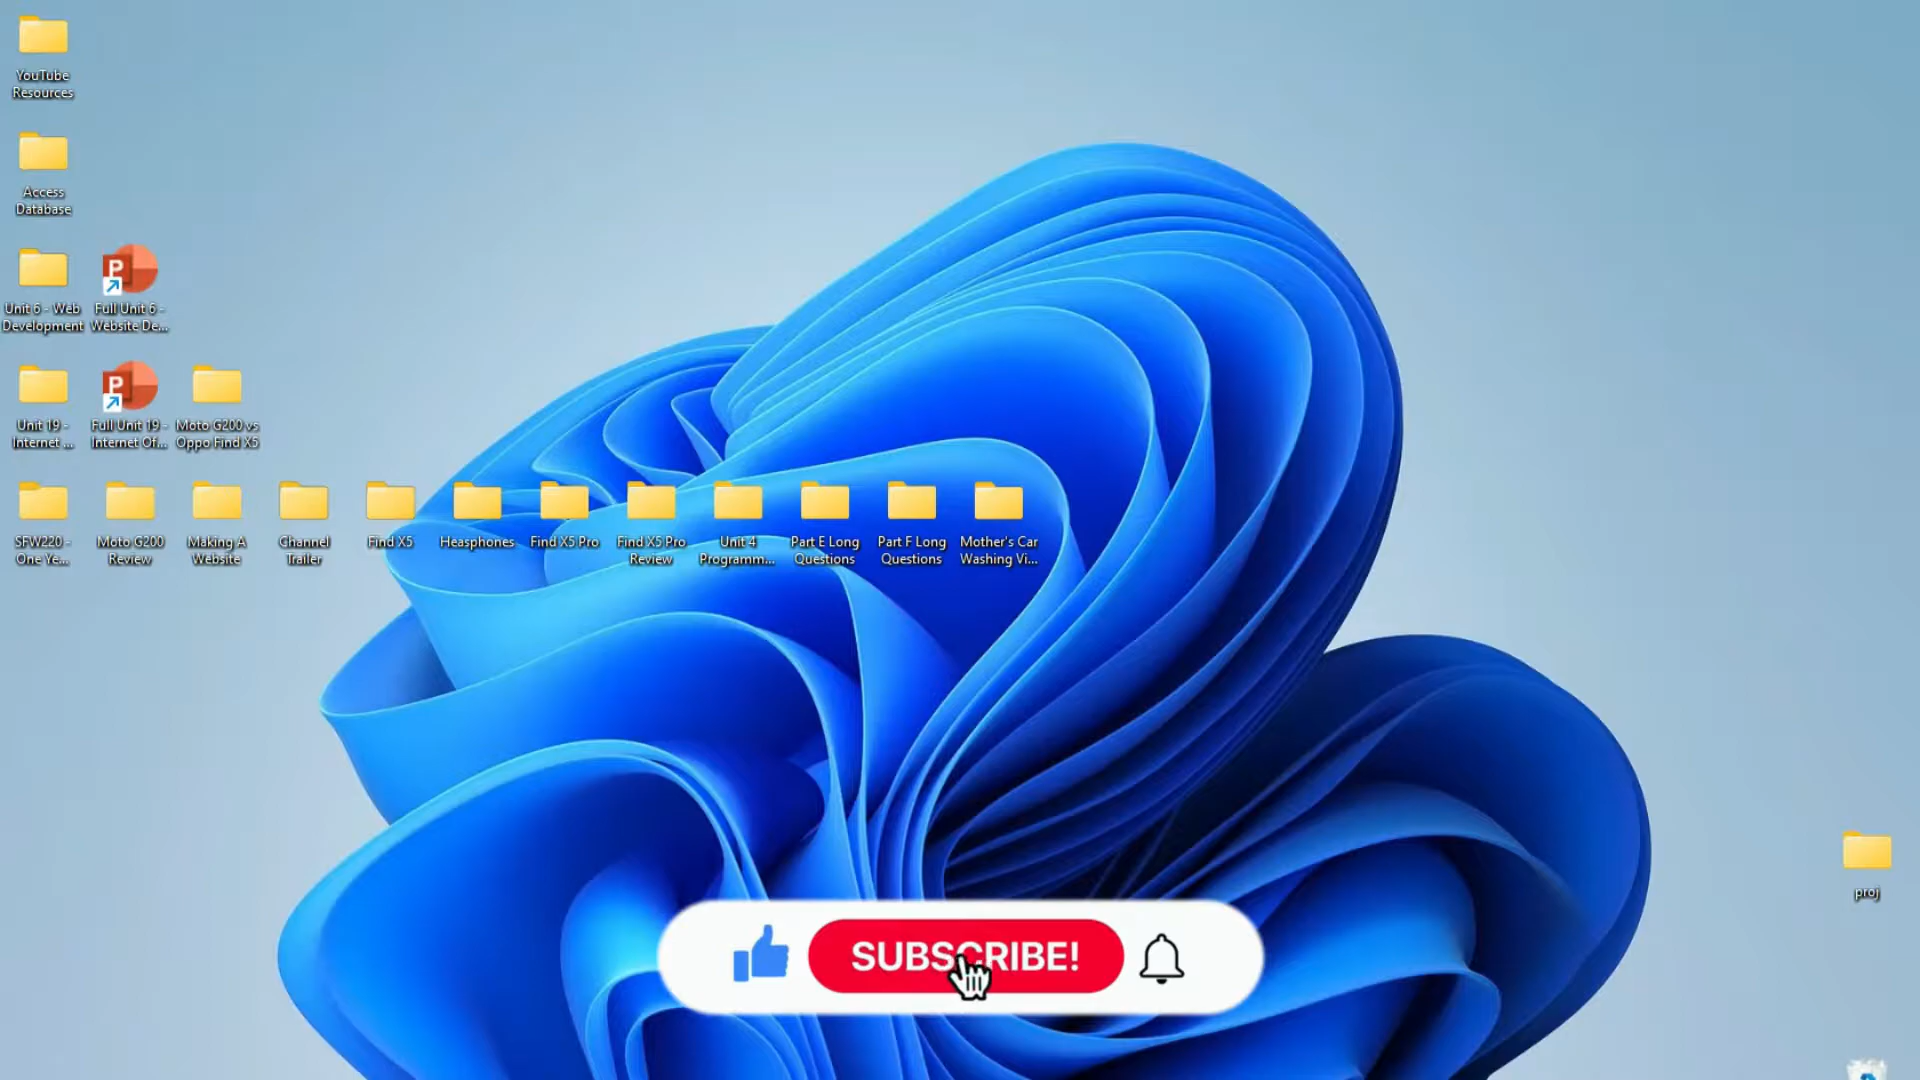 YouTube
Resources
Access
Database
Unit 6 - Web
Development
Full Unit 6 -
Website De...
Unit 19 -
Internet ...
Full Unit 19 -
Internet Of...
Moto G200 vs
Oppo Find X5
SFW220 -
One Ye...
Moto G200
Review
Making A
Website
Channel
Trailer
Find X5
Heasphones
Find X5 Pro
Find X5 Pro
Review
Unit 4
Programm...
Part E Long
Questions
Part F Long
Questions
Mother's Car
Washing Vi...
proj
SUBSCRIBE!